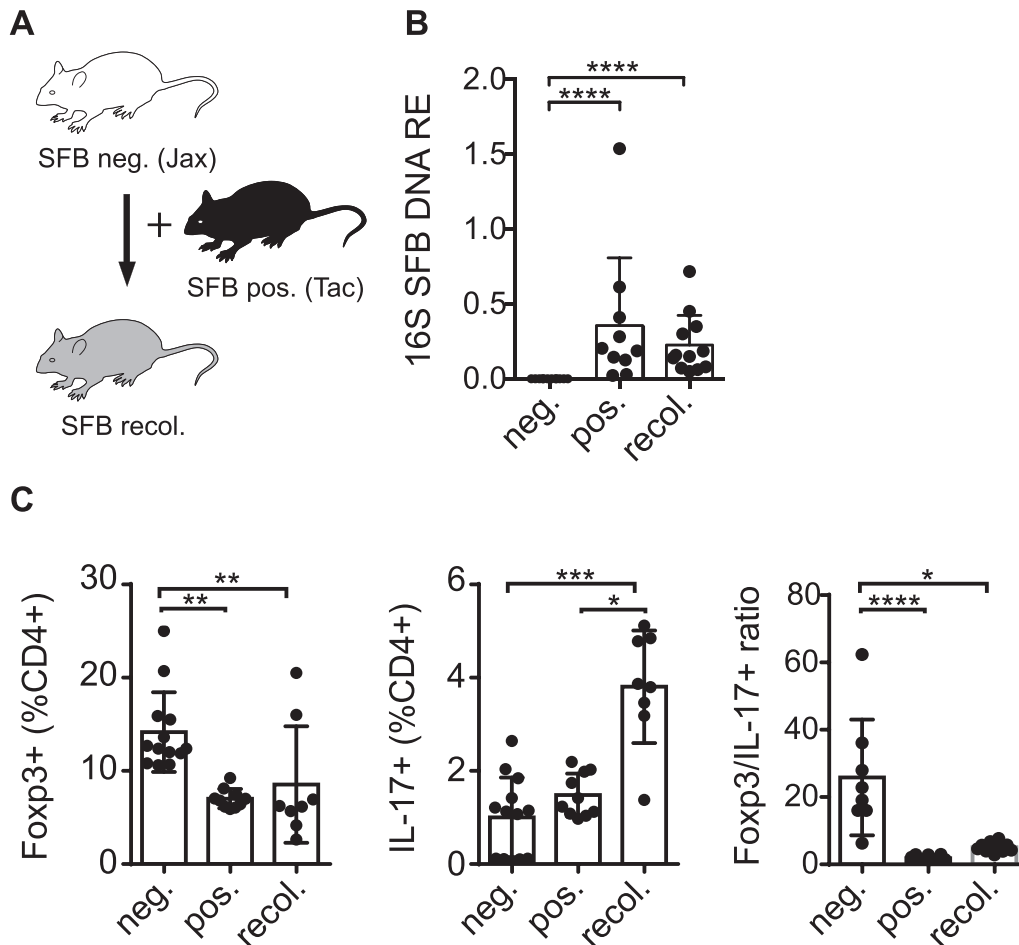 A
SFB neg. (Jax)
+
SFB pos. (Tac)
SFB recol.
B
16S SFB DNA RE
2.0
1.5
1.0
0.5
0.0
****
****
neg.
pos.
recol.
C
Foxp3+ (%CD4+)
30
20
10
0
**
**
neg.
pos.
recol.
IL-17+ (%CD4+)
6
4
2
0
***
*
neg.
pos.
recol.
Foxp3/IL-17+ ratio
80
60
40
20
0
*
****
neg.
pos.
recol.